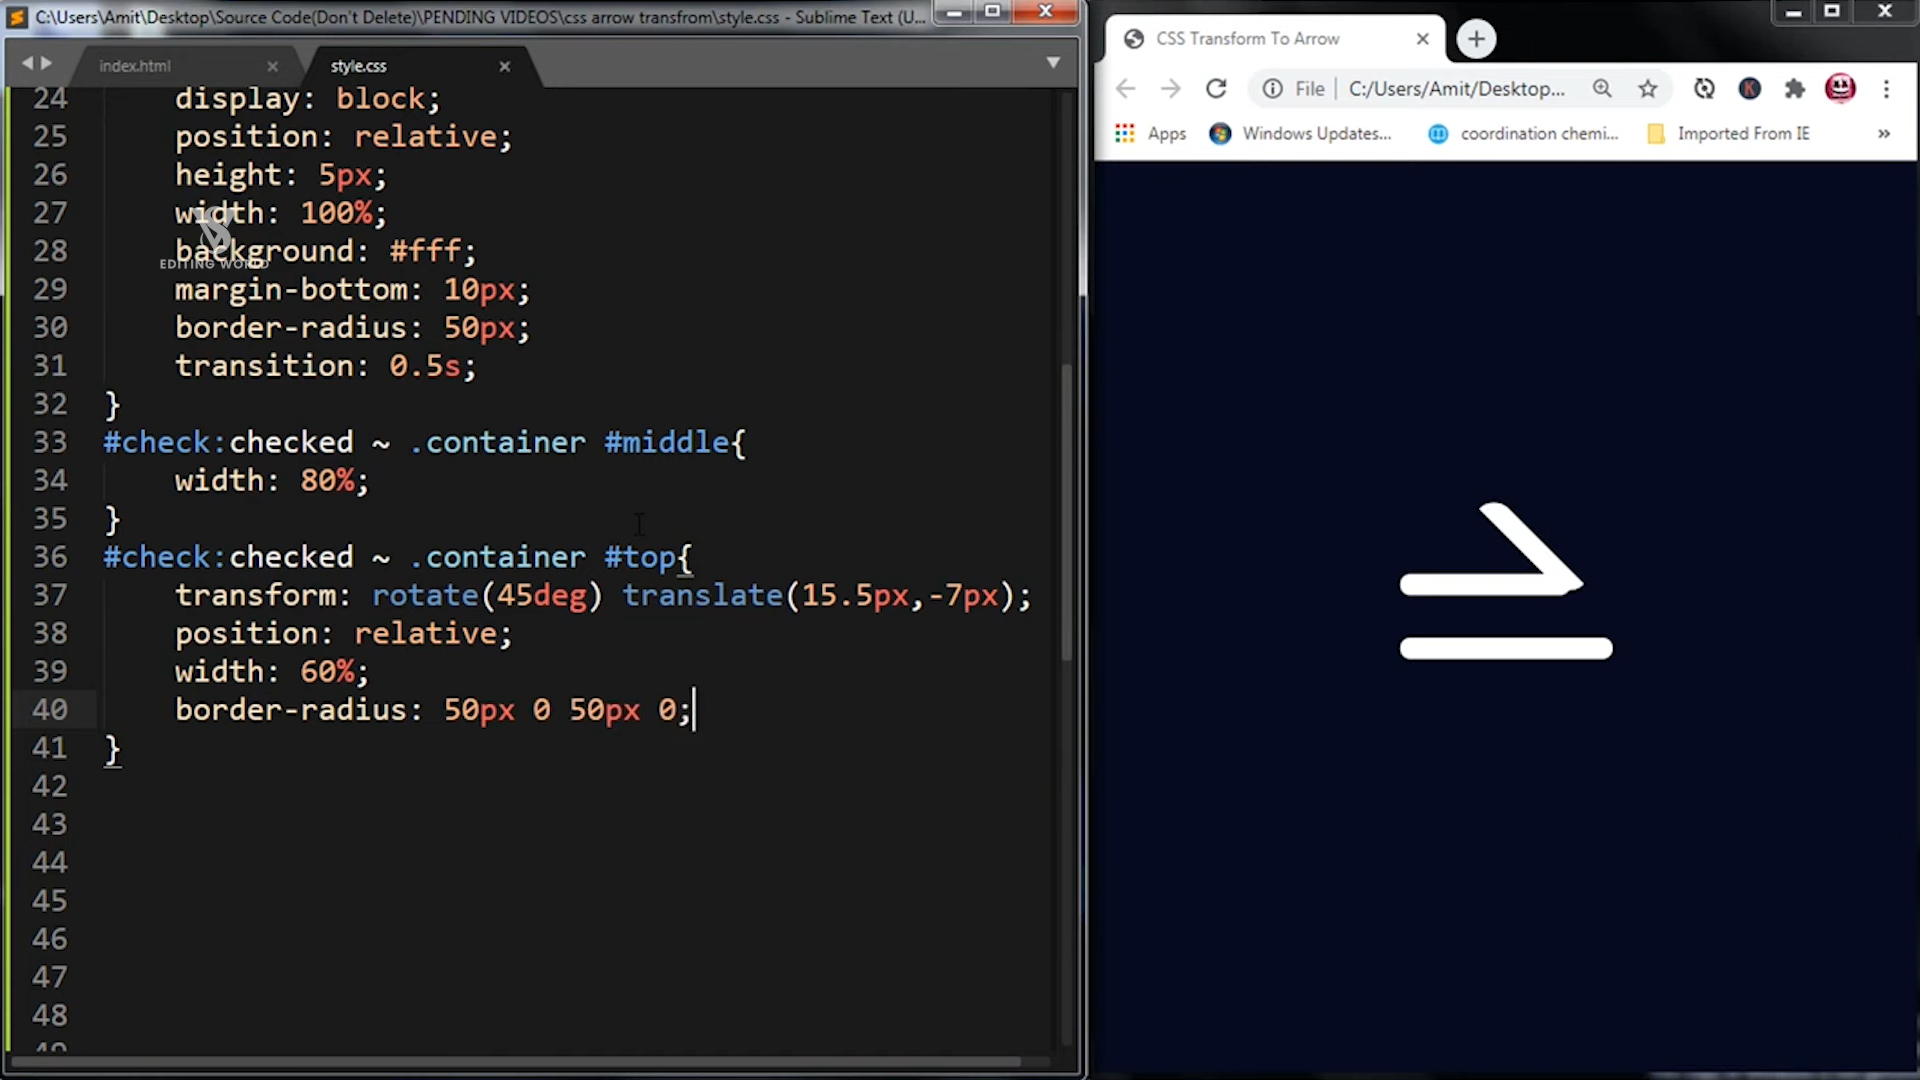 C:\Users\Amit\Desktop\Source Code(Don't Delete)\PENDING VIDEOS\css arrow transfrom\style.css - Sublime Text (U...
index.html
style.css
24 display: block;
25 position: relative;
26 height: 5px;
27 width: 100%;
28 background: #fff;
EDITING WORLD
29 margin-bottom: 10px;
30 border-radius: 50px;
31 transition: 0.5s;
32 }
33 #check:checked ~ .container #middle{
34 width: 80%;
35 }
36 #check:checked ~ .container #top{
37 transform: rotate(45deg) translate(15.5px,-7px);
38 position: relative;
39 width: 60%;
40 border-radius: 50px 0 50px 0;
41 }
42
43
44
45
46
47
48
49
CSS Transform To Arrow
File C:/Users/Amit/Desktop...
K
Apps Windows Updates... coordination chemi... Imported From IE »